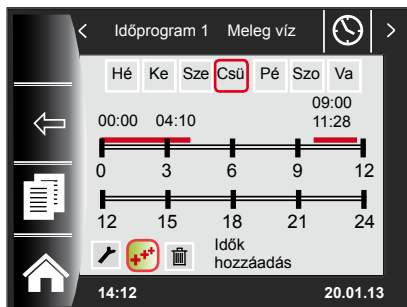 Időprogram 1 Meleg víz
Hé Ke Sze Csü Pé Szo Va
09:00
00:00 04:10 11:28
0 3 6 9 12
12 15 18 21 24
Idők
hozzáadás
14:12 20.01.13